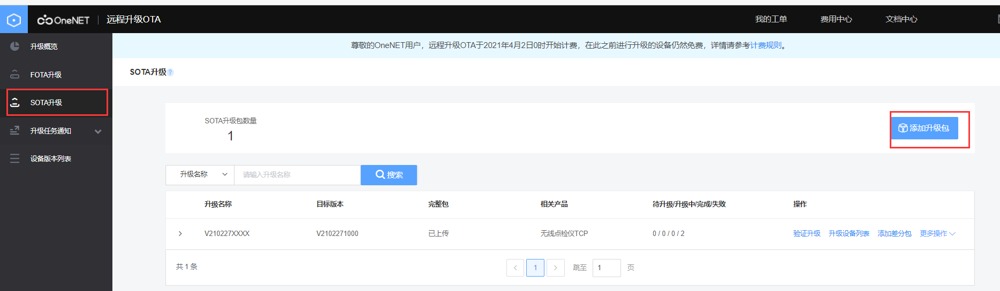 OneNET 远程升级OTA 我的工单 费用中心 文档中心
升级概览
FOTA升级
SOTA升级
升级任务通知
设备版本列表
尊敬的OneNET用户，远程升级OTA于2021年4月2日0时开始计费，在此之前进行升级的设备仍然免费，详情请参考计费规则。
SOTA升级?
SOTA升级包数量
1
添加升级包
升级名称 请输入升级名称 搜索
升级名称 目标版本 完整包 相关产品 待升级/升级中/完成/失败 操作
V210227XXXX V2102271000 已上传 无线点检仪TCP 0 / 0 / 0 / 2 验证升级 升级设备列表 添加差分包 更多操作
共 1 条 1 跳至 1 页